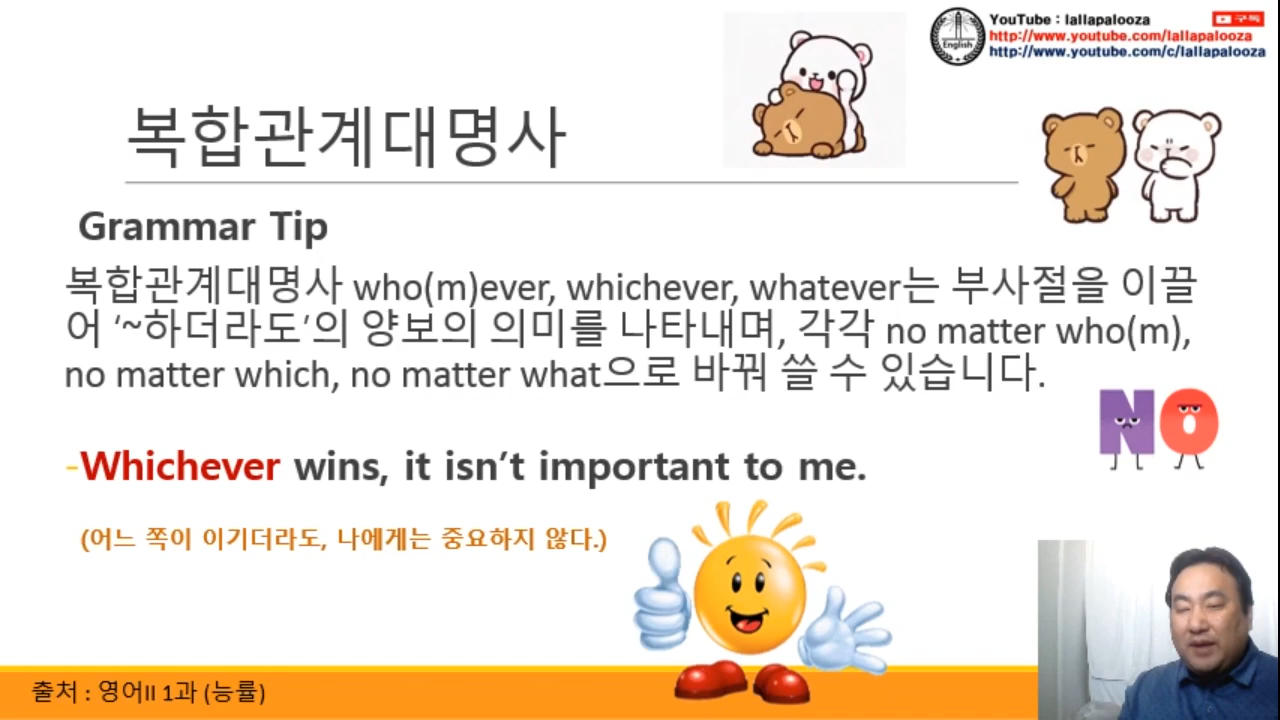 YouTube : lallapalooza
구독
http://www.youtube.com/lallapalooza
http://www.youtube.com/c/lallapalooza
English
복합관계대명사
Grammar Tip
복합관계대명사 who(m)ever, whichever, whatever는 부사절을 이끌
어 ‘~하더라도’의 양보의 의미를 나타내며, 각각 no matter who(m),
no matter which, no matter what으로 바꿔 쓸 수 있습니다.
NO
-Whichever wins, it isn’t important to me.
(어느 쪽이 이기더라도, 나에게는 중요하지 않다.)
출처 : 영어II 1과 (능률)